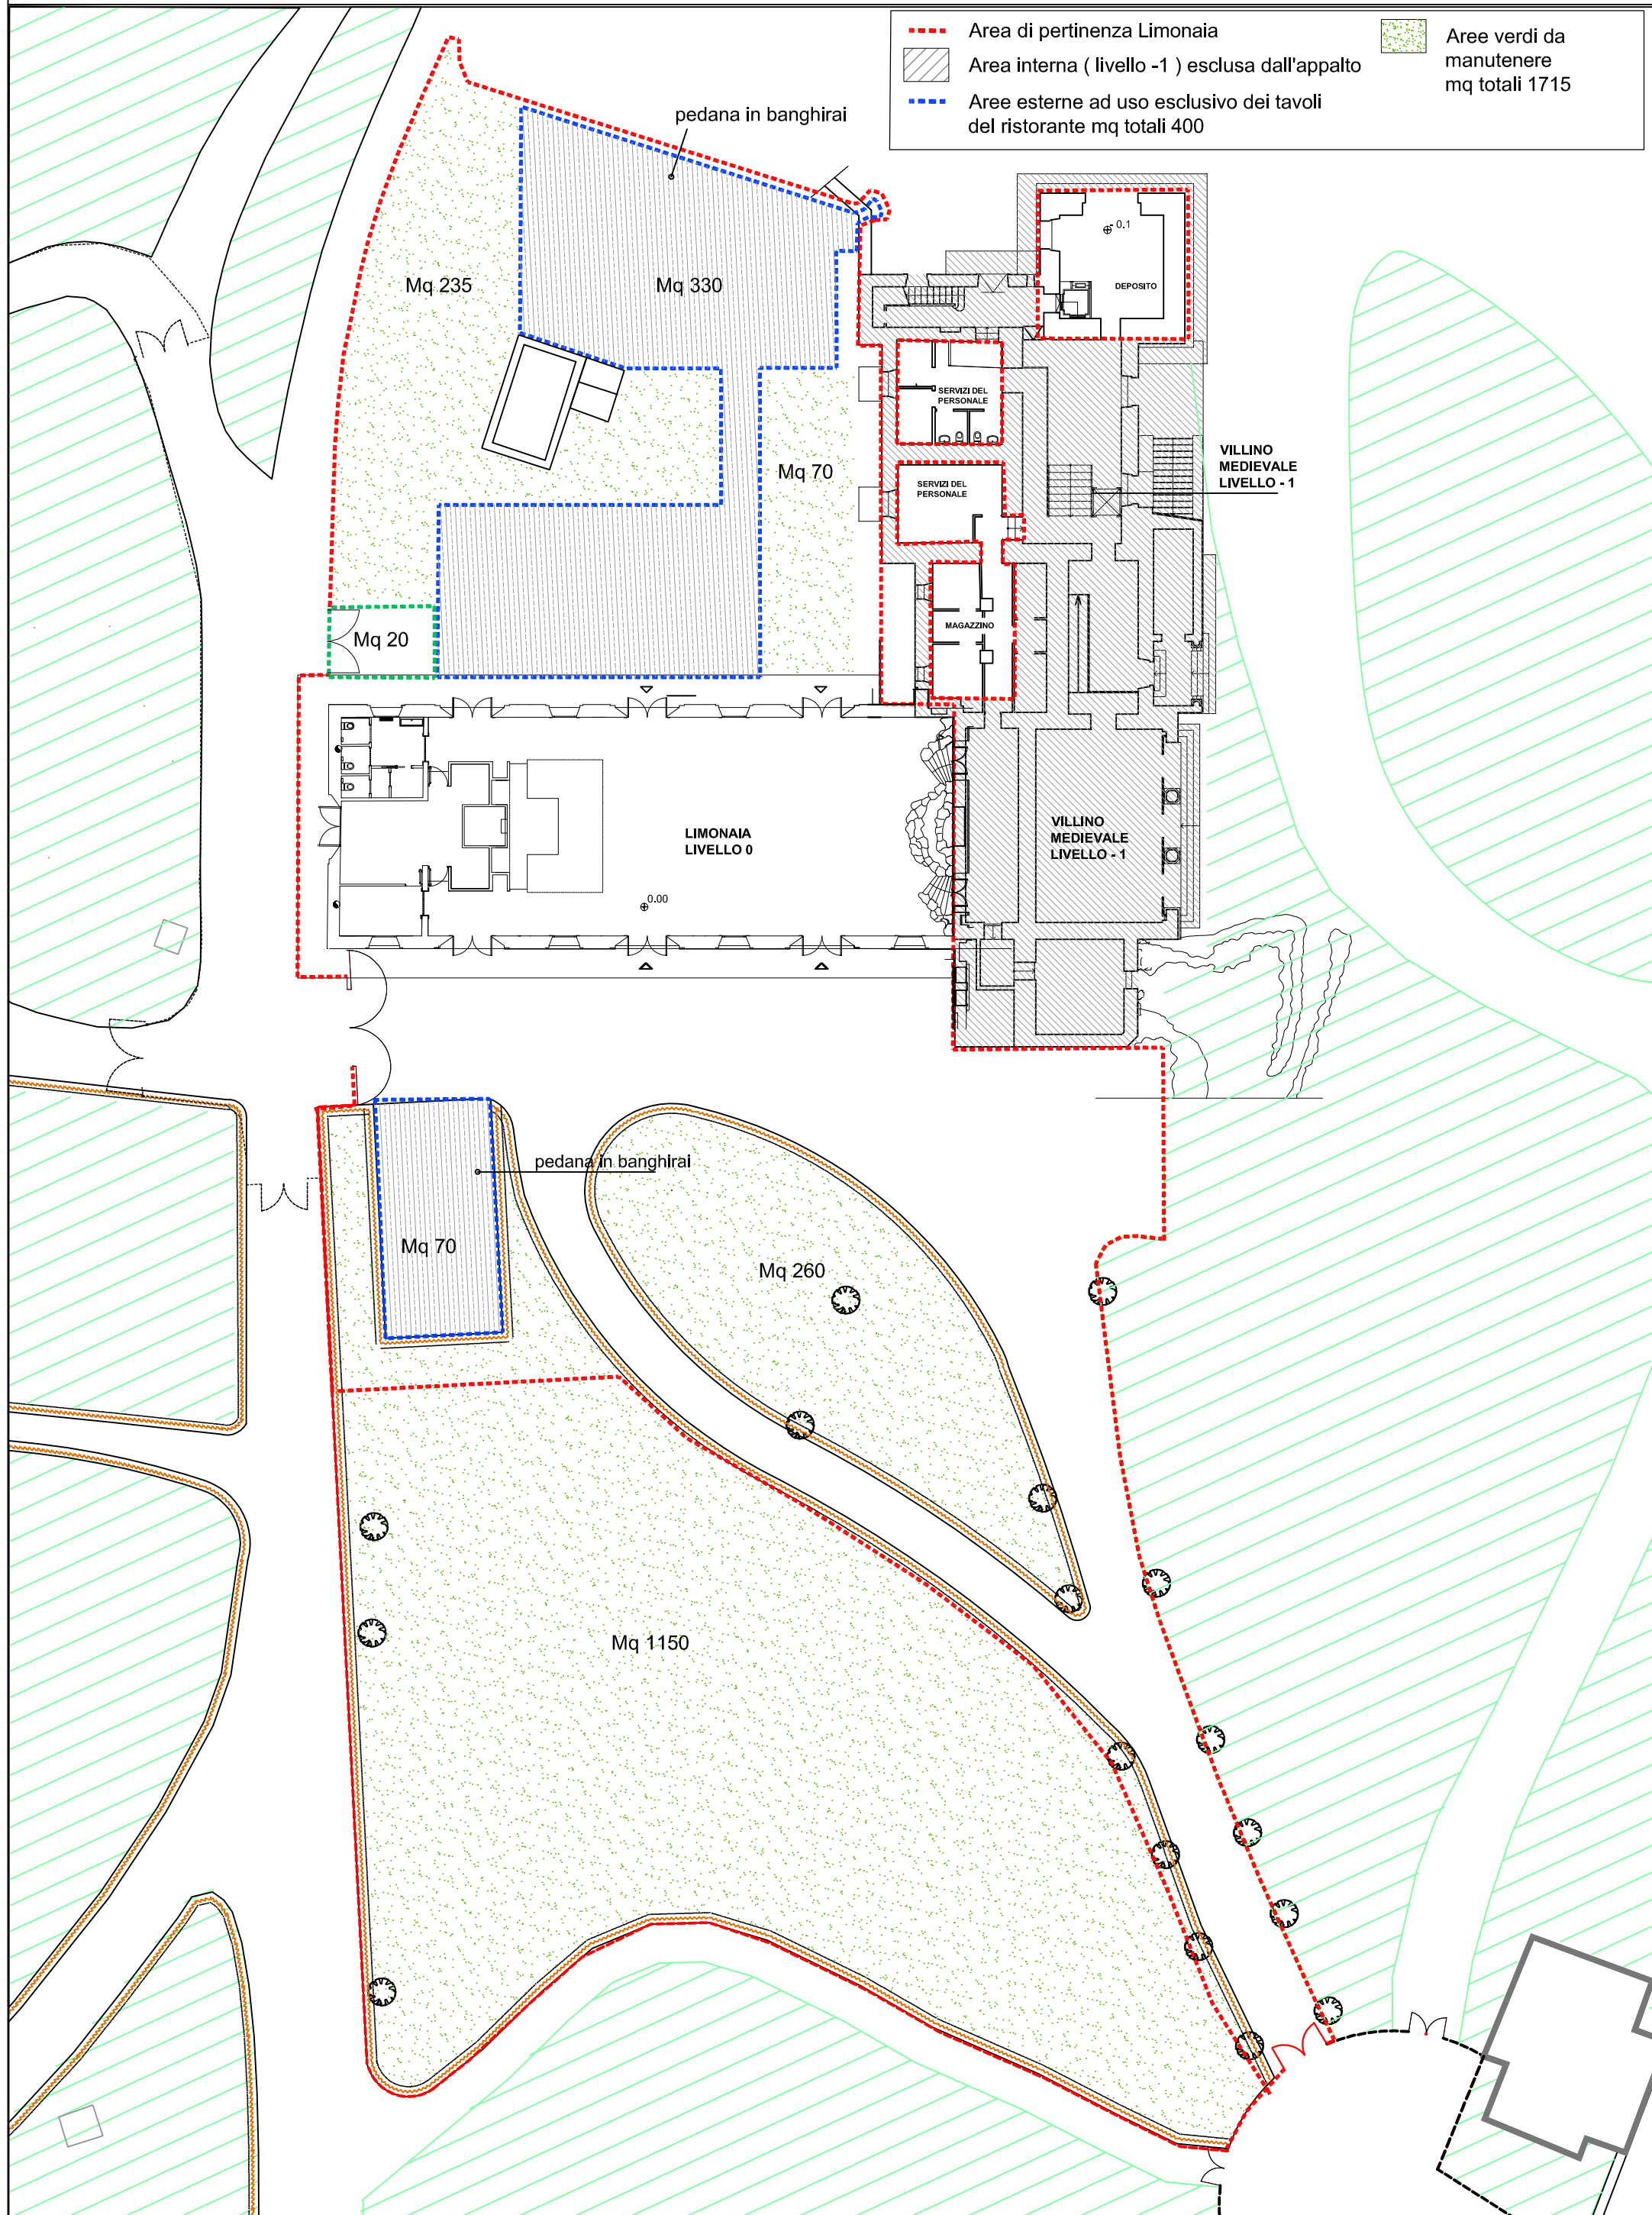 Area di pertinenza Limonaia
Area interna ( livello -1 ) esclusa dall'appalto
Aree esterne ad uso esclusivo dei tavoli
del ristorante mq totali 400
Aree verdi da
manutenere
mq totali 1715
pedana in banghirai
- 0.1
Mq 235
Mq 330
DEPOSITO
SERVIZI DEL
PERSONALE
Mq 70
VILLINO
MEDIEVALE
LIVELLO - 1
SERVIZI DEL
PERSONALE
Mq 20
MAGAZZINO
LIMONAIA
LIVELLO 0
VILLINO
MEDIEVALE
LIVELLO - 1
0.00
pedana in banghirai
Mq 70
Mq 260
Mq 1150